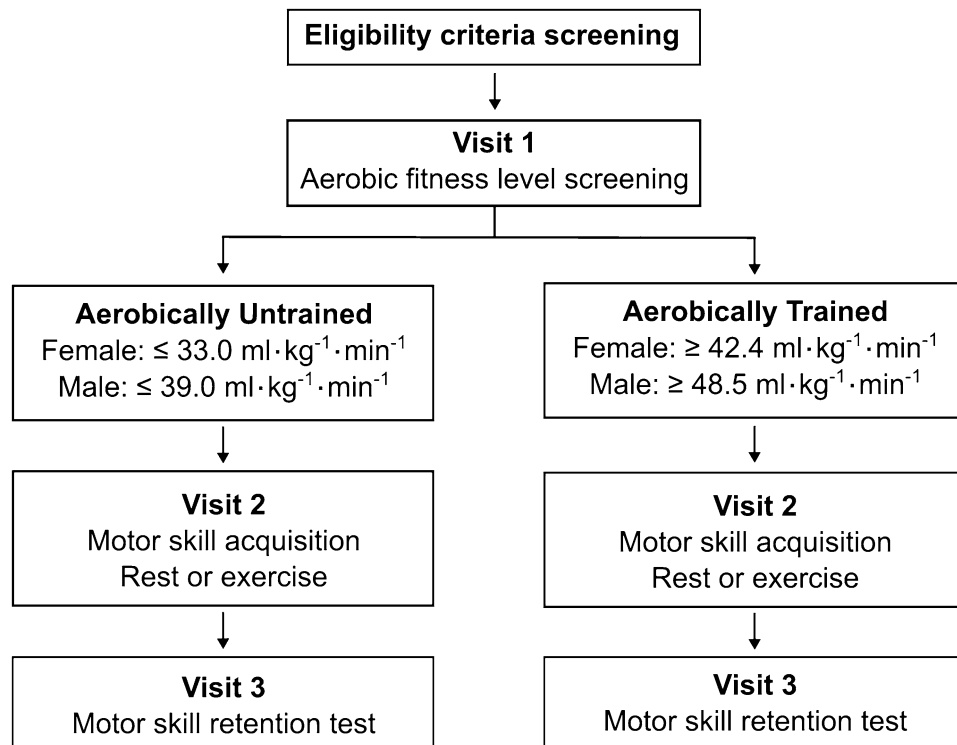 Eligibility criteria screening
Visit 1
Aerobic fitness level screening
Aerobically Untrained
Female: ≤ 33.0 ml·kg⁻¹·min⁻¹
Male: ≤ 39.0 ml·kg⁻¹·min⁻¹
Aerobically Trained
Female: ≥ 42.4 ml·kg⁻¹·min⁻¹
Male: ≥ 48.5 ml·kg⁻¹·min⁻¹
Visit 2
Motor skill acquisition
Rest or exercise
Visit 2
Motor skill acquisition
Rest or exercise
Visit 3
Motor skill retention test
Visit 3
Motor skill retention test